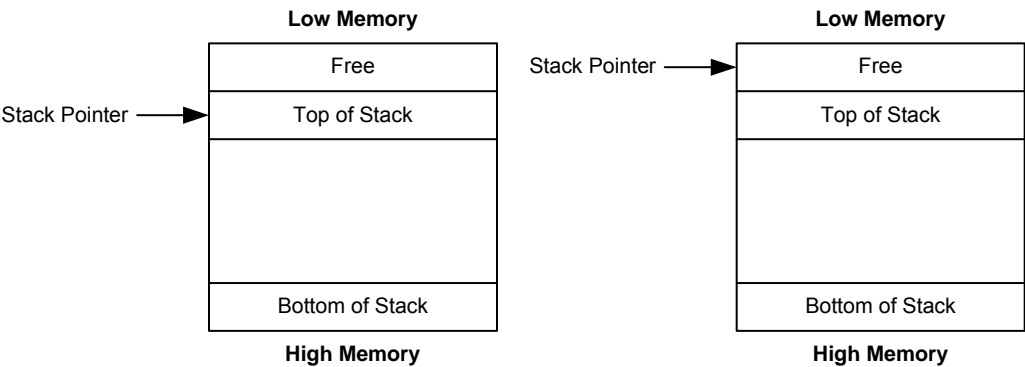 Low Memory
Free
Stack Pointer
Top of Stack
Bottom of Stack
High Memory
Low Memory
Stack Pointer
Free
Top of Stack
Bottom of Stack
High Memory